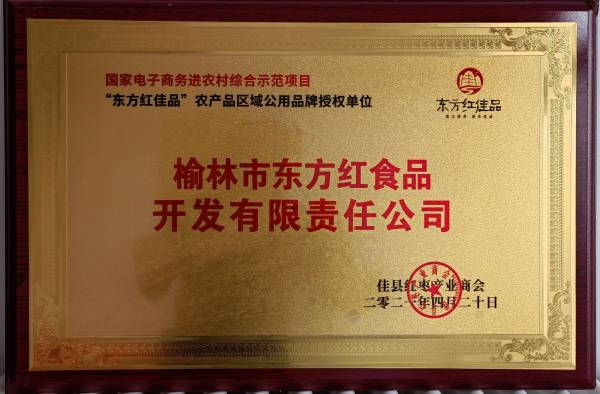 国家电子商务进农村综合示范项目
“东方红佳品”农产品区域公用品牌授权单位
东方红佳品
榆林市东方红食品
开发有限责任公司
佳县红枣产业商会
二零二一年四月二十日